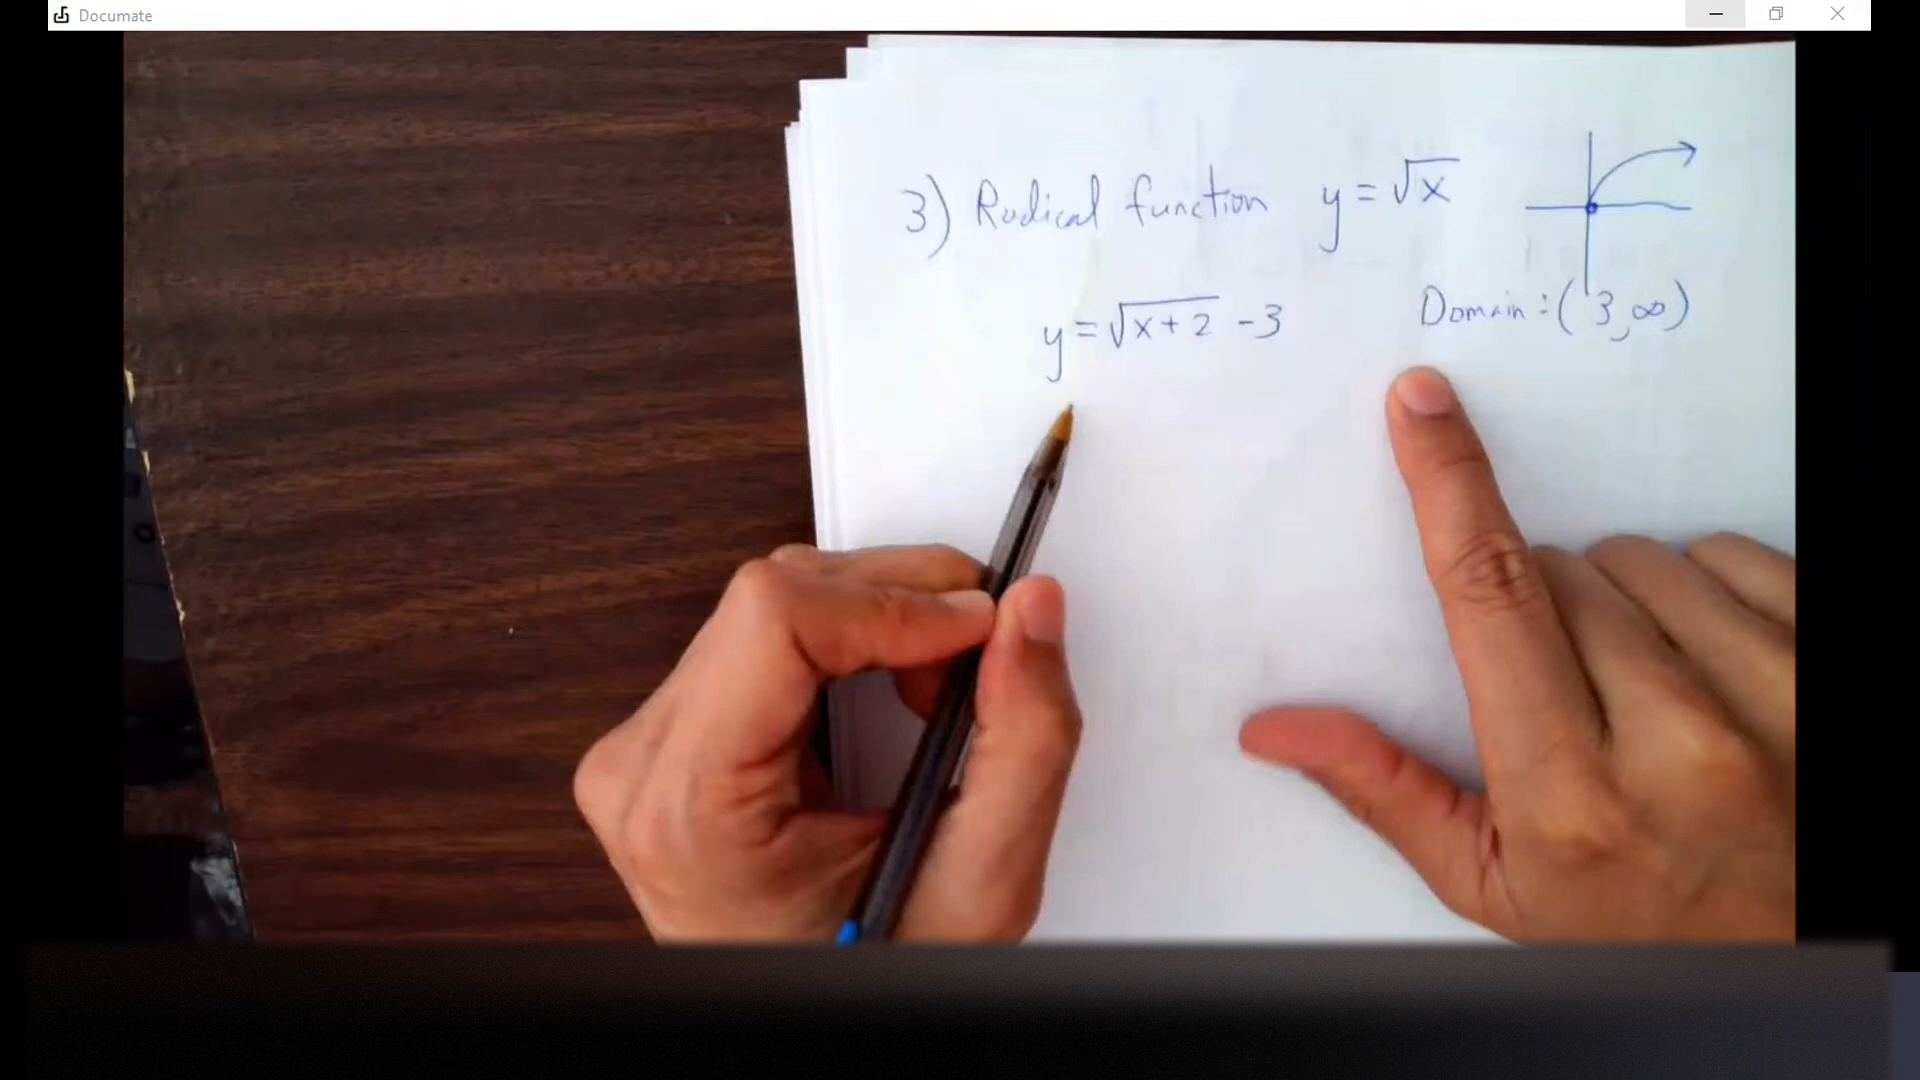 Documate
3) Radical function y = √x
y = √(x+2) -3
Domain: ( 3, ∞)